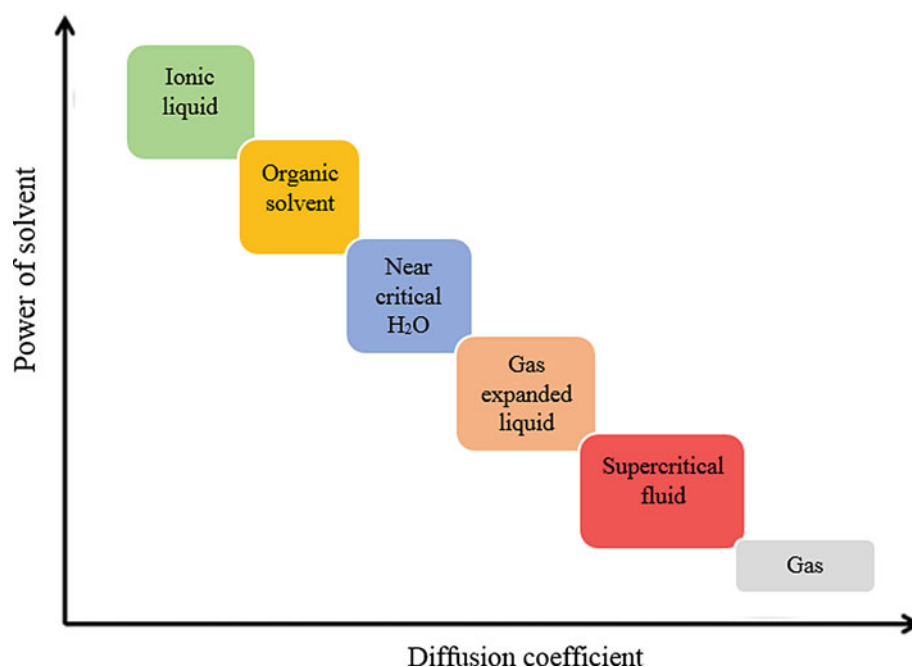 Ionic
liquid
Organic
solvent
Near
critical
H₂O
Gas
expanded
liquid
Supercritical
fluid
Gas
Power of solvent
Diffusion coefficient